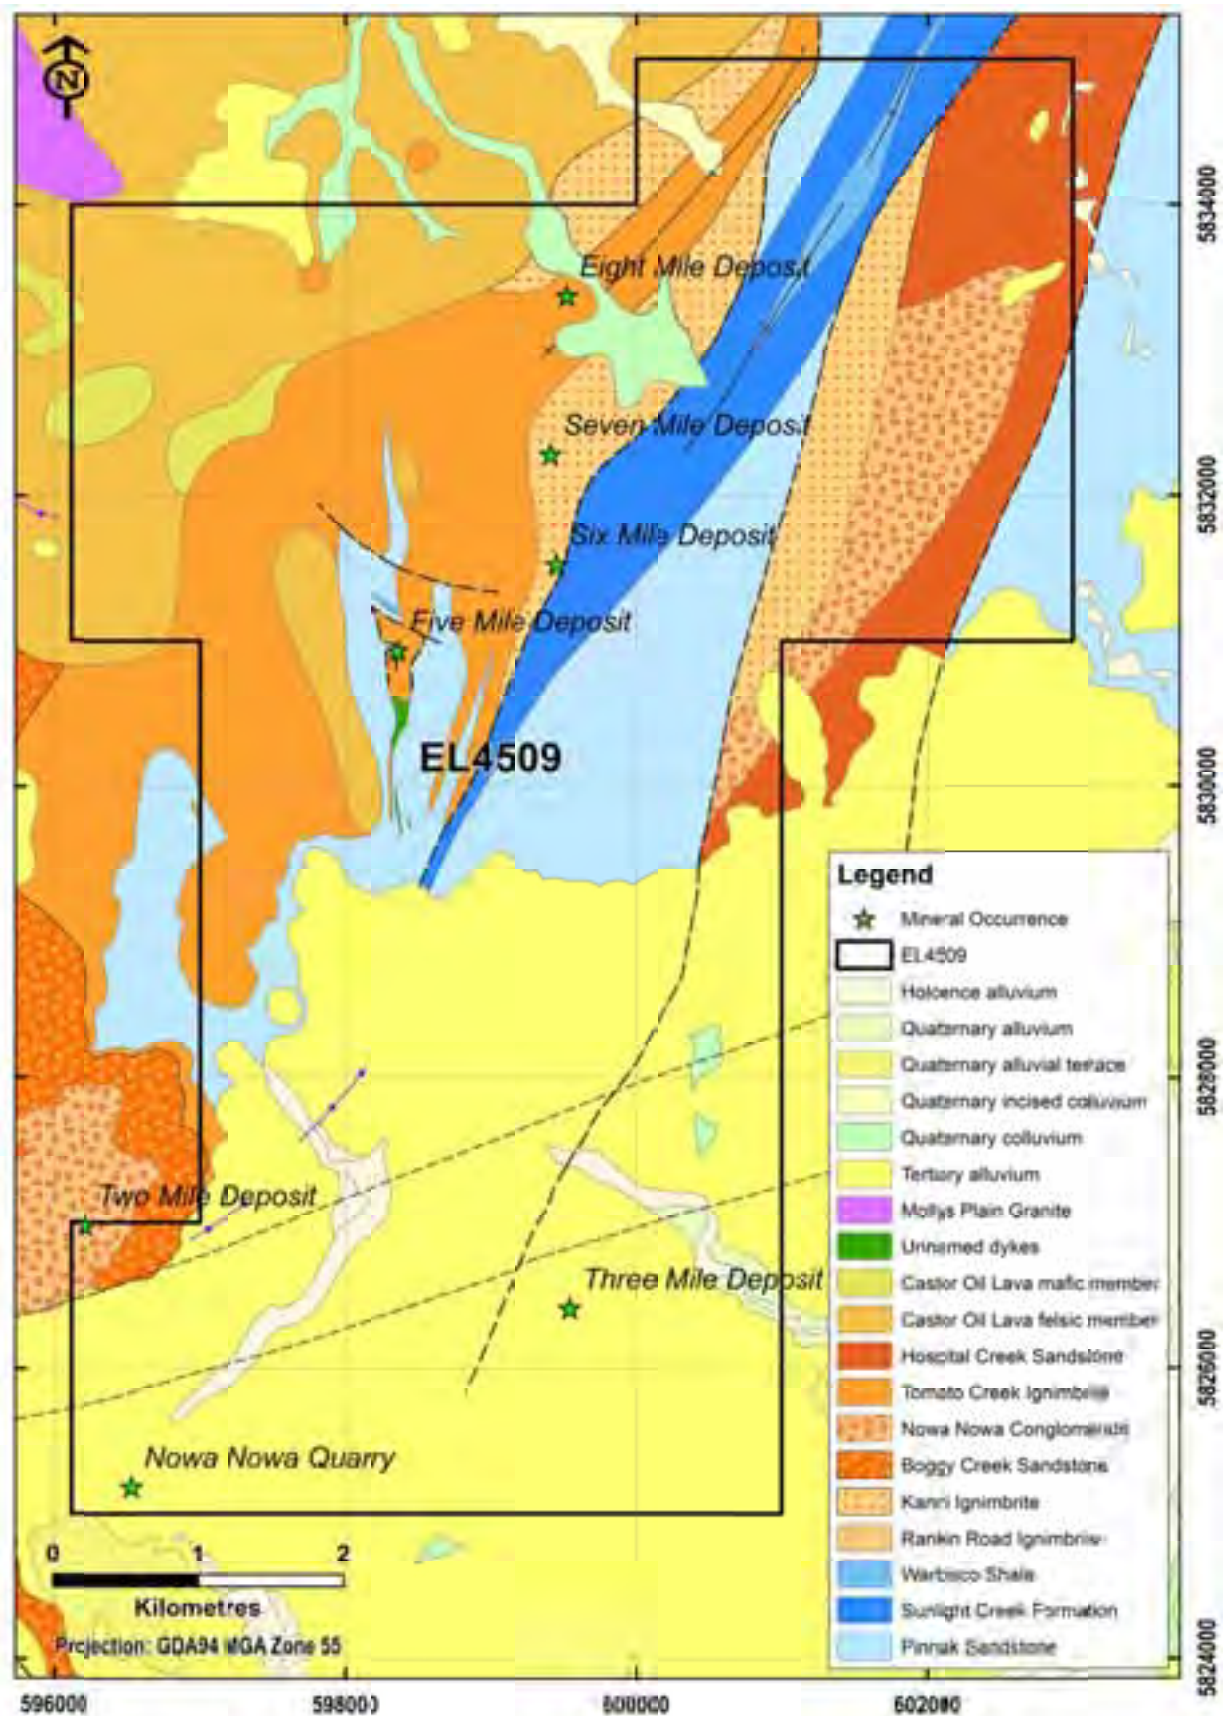 N
Eight Mile Deposit
5834000
Seven Mile Deposit
5832000
Six Mile Deposit
Five Mile Deposit
EL4509
5830000
Legend
Mineral Occurrence
EL4509
Holocence alluvium
Quaternary alluvium
Quaternary alluvial terrace
Quaternary incised colluvium
Quaternary colluvium
Tertiary alluvium
Mollys Plain Granite
Unnamed dykes
Castor Oil Lava mafic member
Castor Oil Lava felsic member
Hospital Creek Sandstone
Tomato Creek Ignimbrite
Nowa Nowa Conglomerate
Boggy Creek Sandstone
Kanni Ignimbrite
Rankin Road Ignimbrite
Warbisco Shale
Sunlight Creek Formation
Pinnak Sandstone
5828000
Two Mile Deposit
Three Mile Deposit
5826000
Nowa Nowa Quarry
0 1 2
Kilometres
Projection: GDA94 MGA Zone 55
5824000
596000 598000 600000 602000